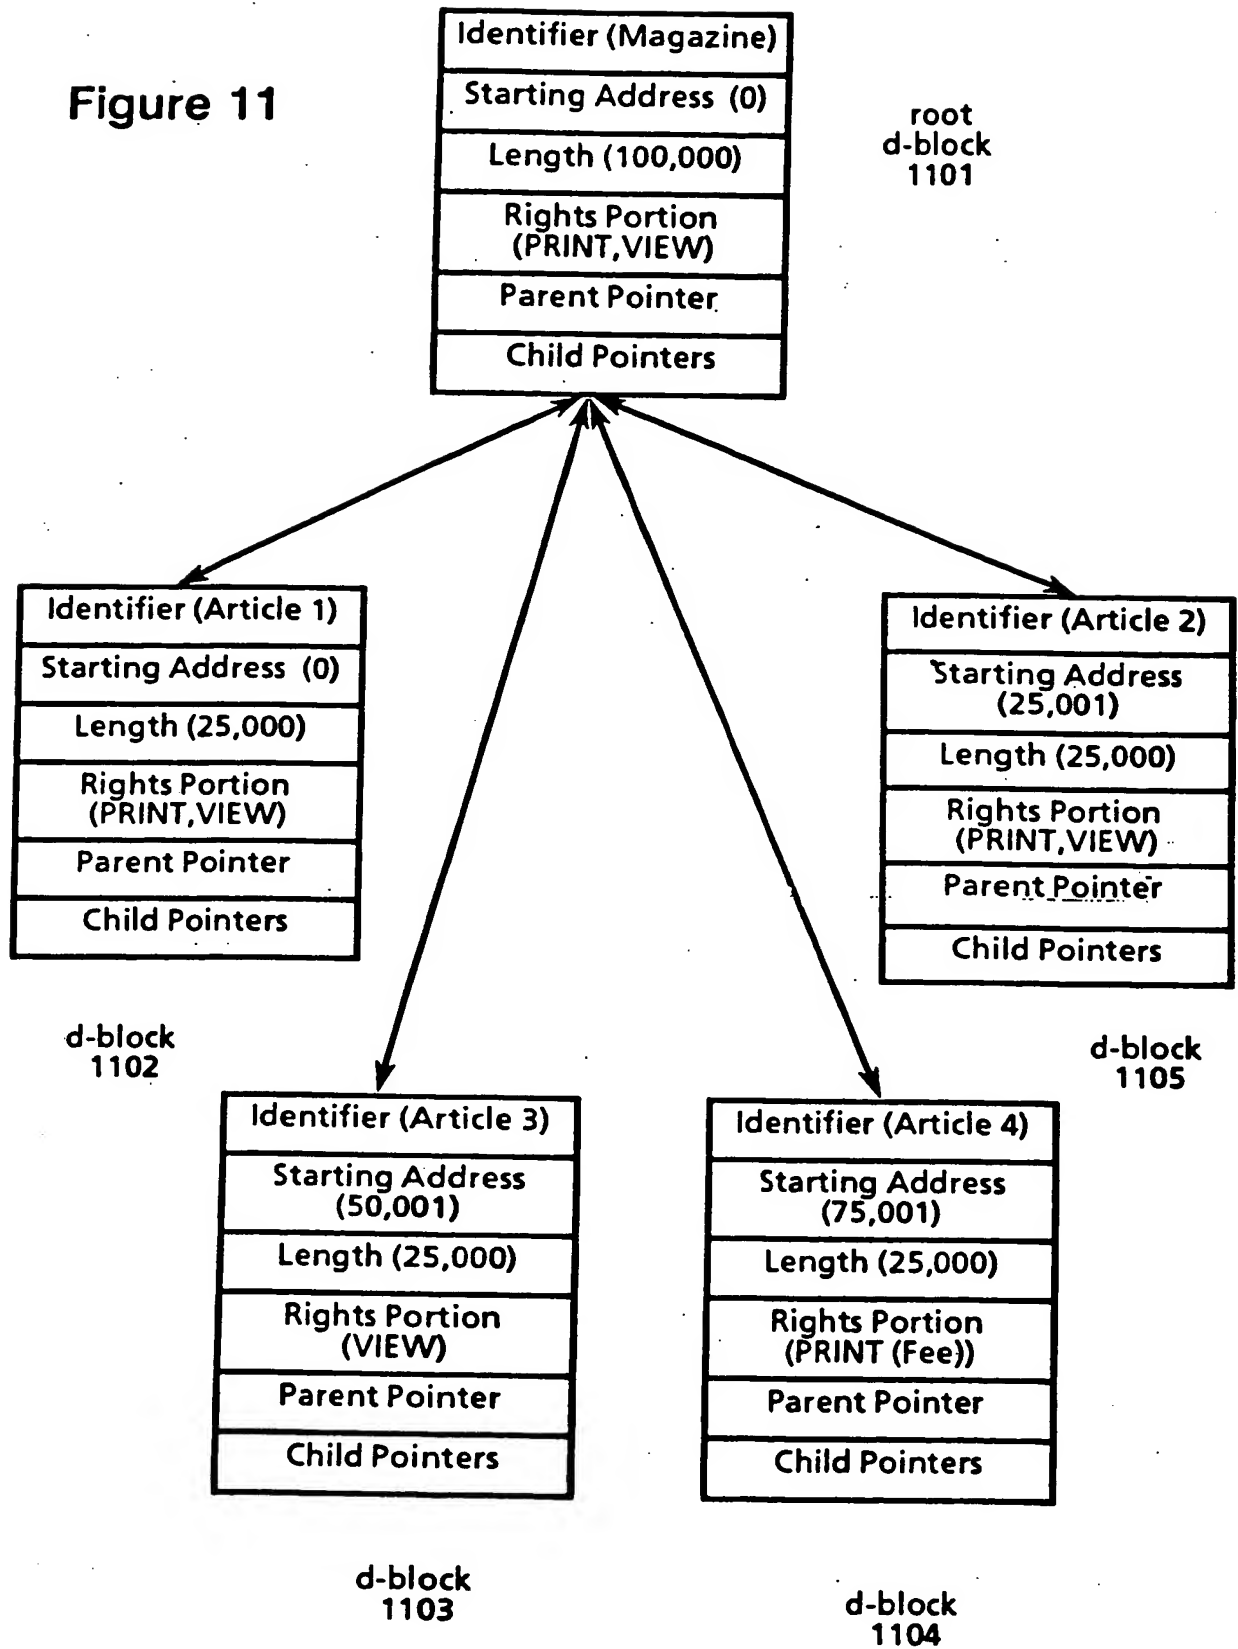 Figure 11
Identifier (Magazine)
Starting Address (0)
Length (100,000)
Rights Portion
(PRINT,VIEW)
Parent Pointer
Child Pointers
root
d-block
1101
Identifier (Article 1)
Starting Address (0)
Length (25,000)
Rights Portion
(PRINT,VIEW)
Parent Pointer
Child Pointers
d-block
1102
Identifier (Article 2)
Starting Address
(25,001)
Length (25,000)
Rights Portion
(PRINT,VIEW)
Parent Pointer
Child Pointers
d-block
1105
Identifier (Article 3)
Starting Address
(50,001)
Length (25,000)
Rights Portion
(VIEW)
Parent Pointer
Child Pointers
d-block
1103
Identifier (Article 4)
Starting Address
(75,001)
Length (25,000)
Rights Portion
(PRINT (Fee))
Parent Pointer
Child Pointers
d-block
1104